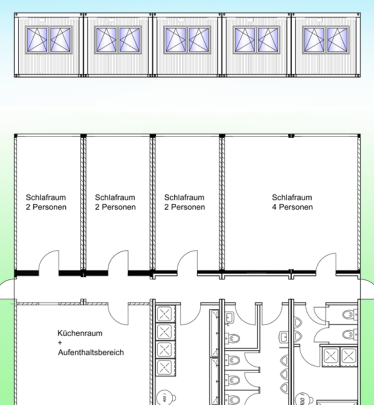 Schlafraum
2 Personen
Schlafraum
2 Personen
Schlafraum
2 Personen
Schlafraum
4 Personen
Küchenraum
+
Aufenthaltsbereich